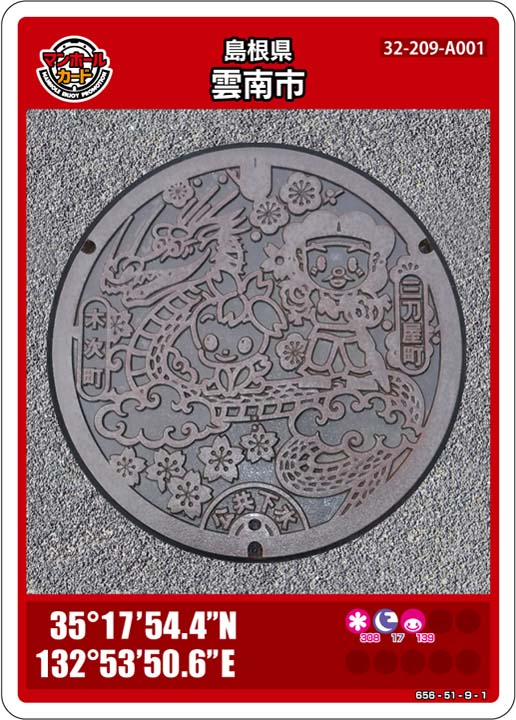 マンホール
カード
MANHOLE ENJOY PROMOTION
島根県
雲南市
32-209-A001
三刀屋町
木次町
公共下水
35°17'54.4"N
132°53'50.6"E
308 17 139
656 - 51 - 9 - 1